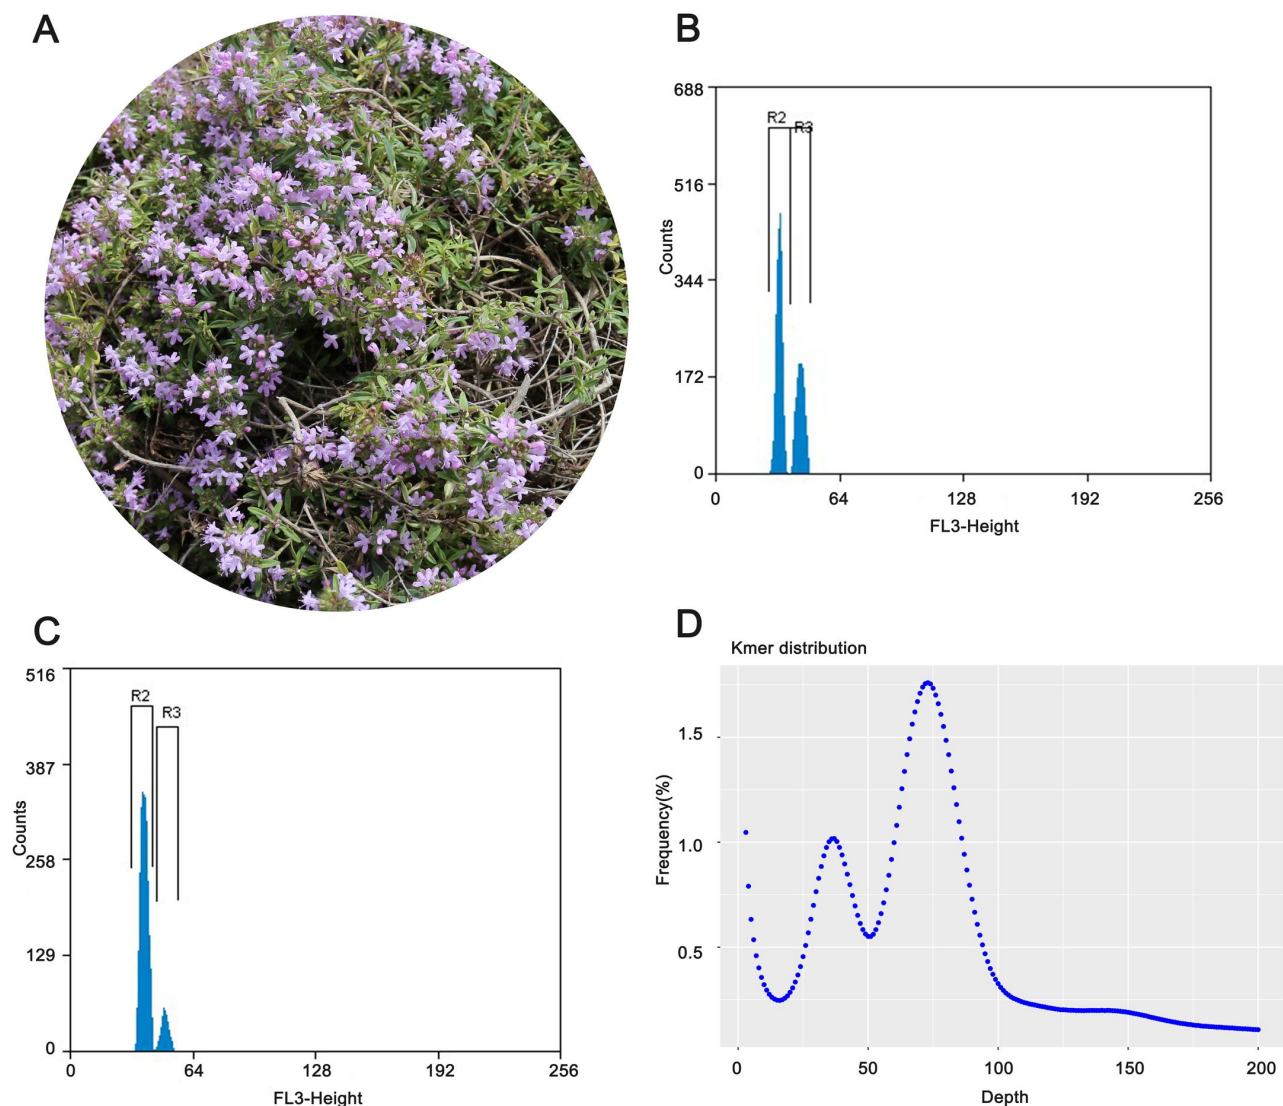 A
B
688
516
344
172
0
Counts
R2
R3
0 64 128 192 256
FL3-Height
C
516
387
258
129
0
Counts
R2
R3
0 64 128 192 256
FL3-Height
D
Kmer distribution
1.5
1.0
0.5
Frequency(%)
0 50 100 150 200
Depth